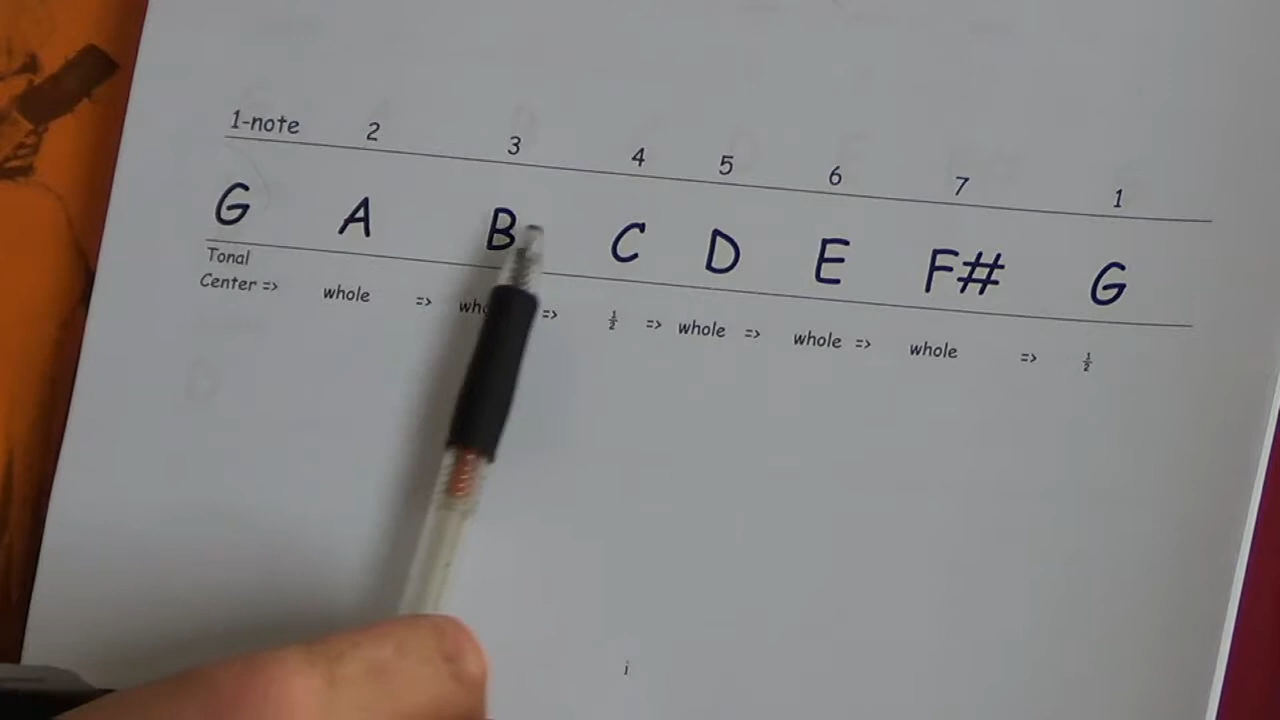 1-note 2 3 4 5 6 7 1
G A B C D E F# G
Tonal
Center => whole => => ½ => whole => whole => whole => ½
i